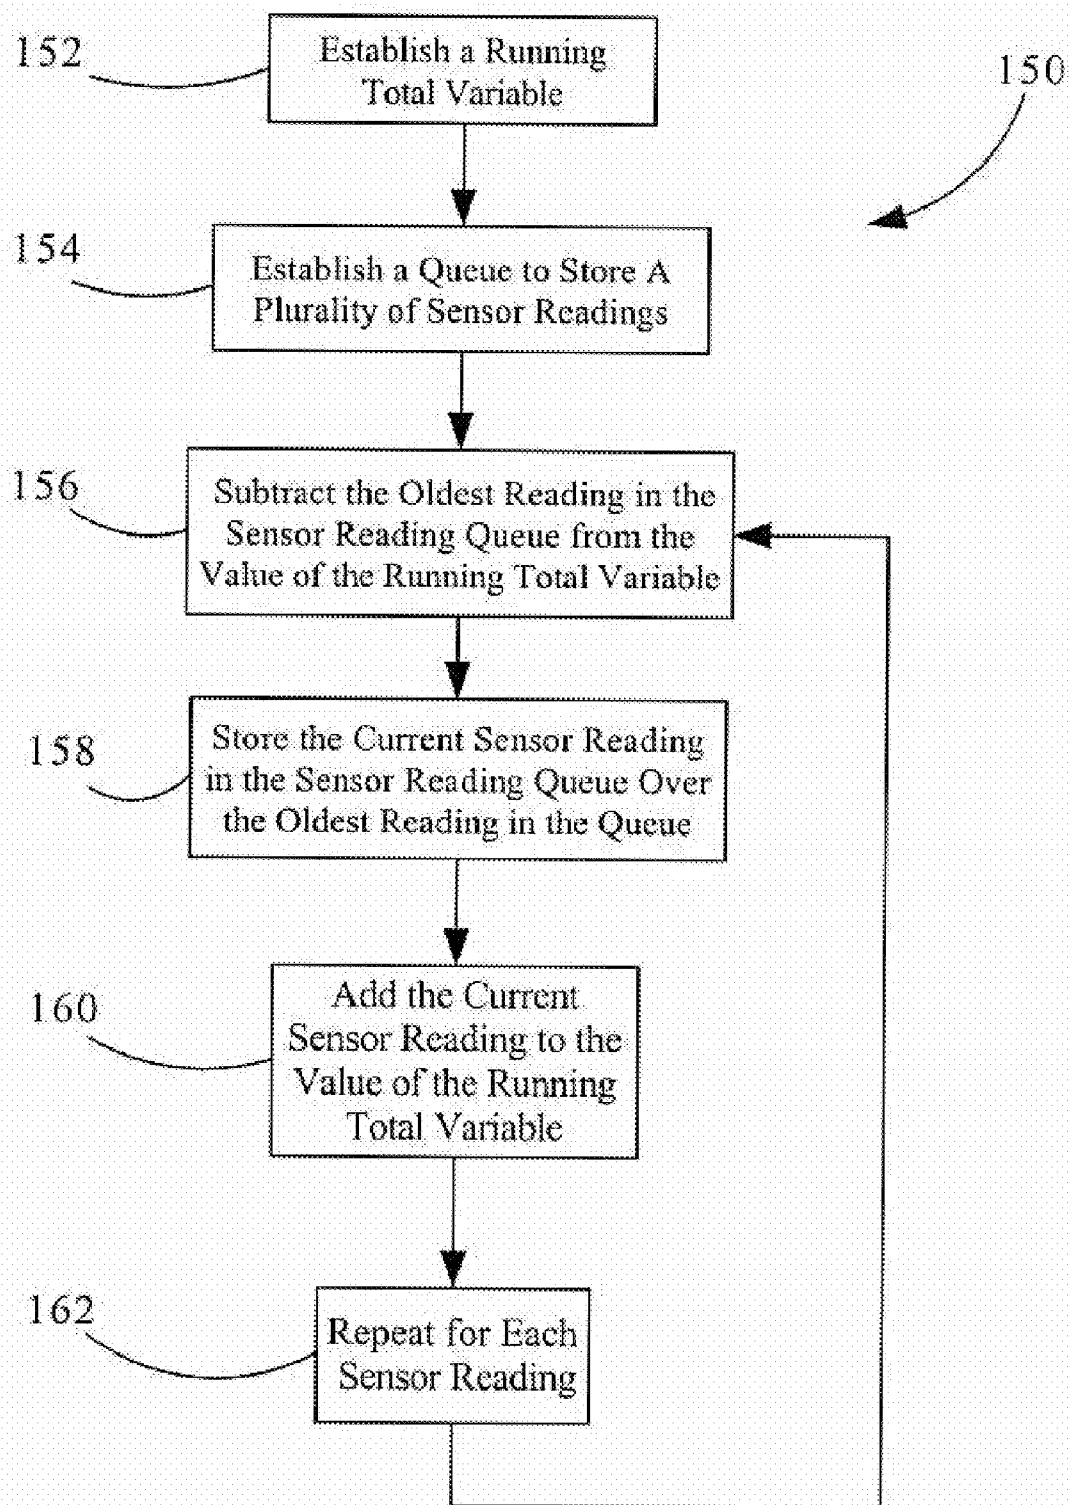 152
Establish a Running
Total Variable
150
154
Establish a Queue to Store A
Plurality of Sensor Readings
156
Subtract the Oldest Reading in the
Sensor Reading Queue from the
Value of the Running Total Variable
158
Store the Current Sensor Reading
in the Sensor Reading Queue Over
the Oldest Reading in the Queue
160
Add the Current
Sensor Reading to the
Value of the Running
Total Variable
162
Repeat for Each
Sensor Reading